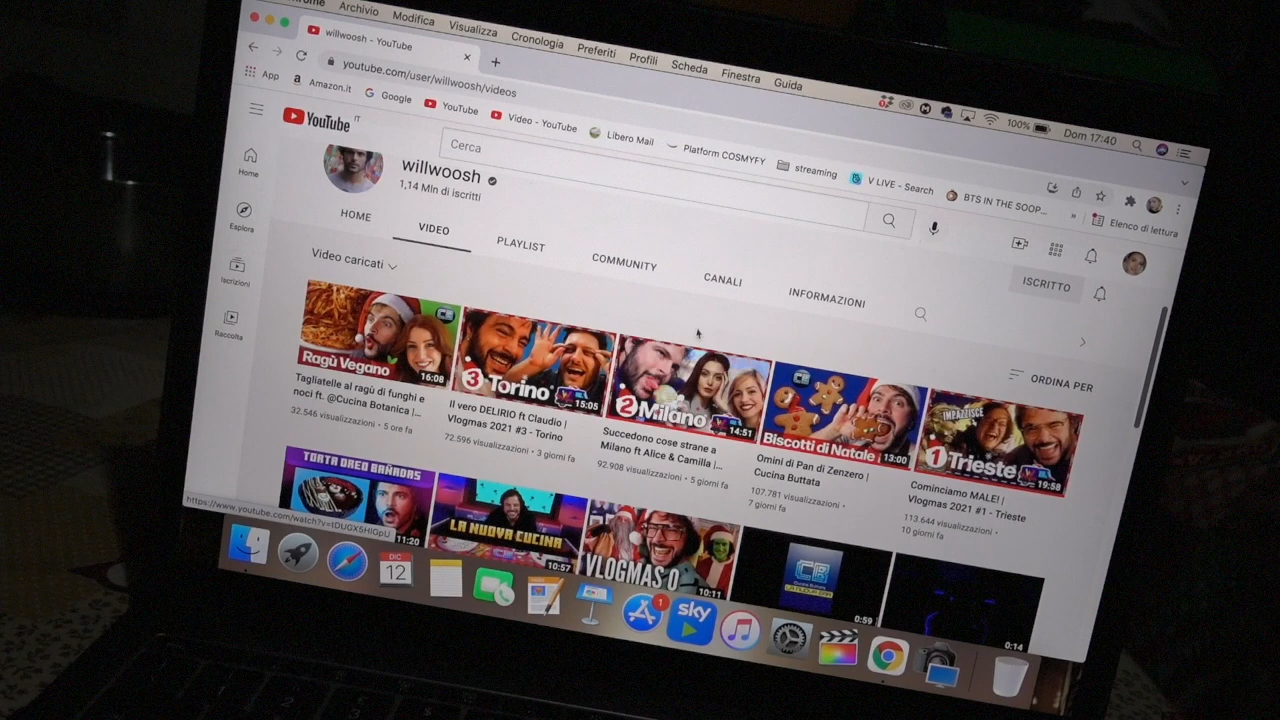 Archivio Modifica Visualizza Cronologia Preferiti Profili Scheda Finestra Guida 100% Dom 17:40
willwoosh - YouTube
youtube.com/user/willwoosh/videos
App Amazon.it Google YouTube Video - YouTube Libero Mail Platform COSMYFY streaming V LIVE - Search BTS IN THE SOOP... » Elenco di lettura
YouTube IT
Cerca
willwoosh
1,14 Mln di iscritti
ISCRITTO
HOME VIDEO PLAYLIST COMMUNITY CANALI INFORMAZIONI
Home
Esplora
Iscrizioni
Raccolta
Video caricati
ORDINA PER
Ragù Vegano
16:08
Tagliatelle al ragù di funghi e
noci ft. @Cucina Botanica |...
32.546 visualizzazioni • 5 ore fa
3 Torino
15:05
Il vero DELIRIO ft Claudio |
Vlogmas 2021 #3 - Torino
72.596 visualizzazioni • 3 giorni fa
2 Milano
14:51
Succedono cose strane a
Milano ft Alice & Camilla |...
92.908 visualizzazioni • 5 giorni fa
CB
Biscotti di Natale
13:00
Omini di Pan di Zenzero |
Cucina Buttata
107.781 visualizzazioni •
7 giorni fa
IMPAZZISCE
1 Trieste
19:58
Cominciamo MALE! |
Vlogmas 2021 #1 - Trieste
113.644 visualizzazioni •
10 giorni fa
TORTA OREO BAÑADAS
11:20
LA NUOVA CUCINA
10:57
VLOGMAS 0
10:11
CB
0:59
0:14
https://www.youtube.com/watch?v=tDUGX5HIGpU
DIC
12
1
sky